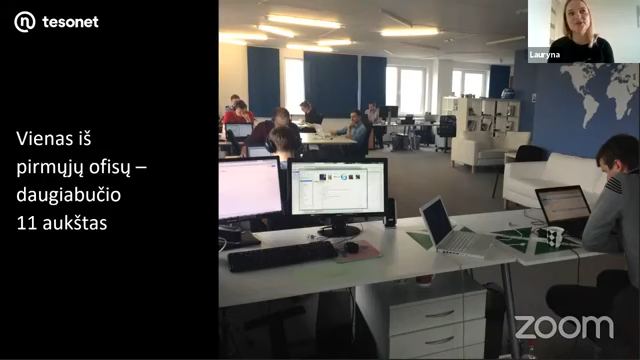 tesonet
Lauryna
Vienas iš
pirmųjų ofisų –
daugiabučio
11 aukštas
zoom